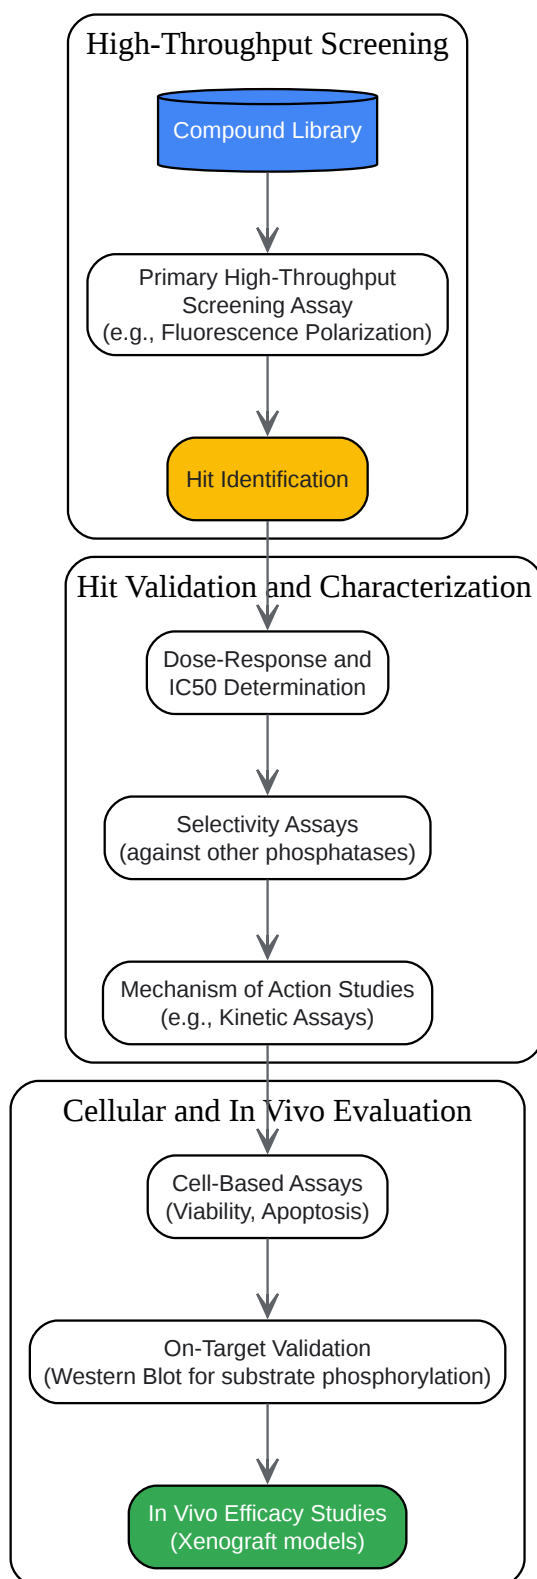 High-Throughput Screening
Compound Library
Primary High-Throughput
Screening Assay
(e.g., Fluorescence Polarization)
Hit Identification
Hit Validation and Characterization
Dose-Response and
IC50 Determination
Selectivity Assays
(against other phosphatases)
Mechanism of Action Studies
(e.g., Kinetic Assays)
Cellular and In Vivo Evaluation
Cell-Based Assays
(Viability, Apoptosis)
On-Target Validation
(Western Blot for substrate phosphorylation)
In Vivo Efficacy Studies
(Xenograft models)